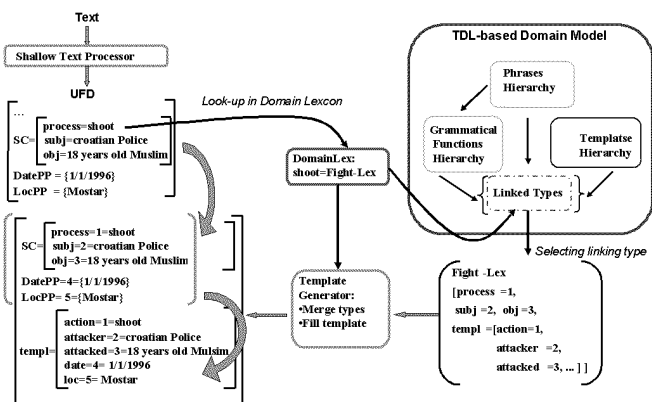 Text
Shallow Text Processor
UFD
...
SC= process=shoot
subj=croatian Police
obj=18 years old Muslim
DatePP = {1/1/1996}
LocPP = {Mostar}
SC= process=1=shoot
subj=2=croatian Police
obj=3=18 years old Muslim
DatePP=4={1/1/1996}
LocPP= 5={Mostar}
templ= action=1=shoot
attacker=2=croatian Police
attacked=3=18 years old Mulsim
date=4= 1/1/1996
loc=5= Mostar
Look-up in Domain Lexcon
DomainLex:
shoot=Fight-Lex
Template
Generator:
•Merge types
•Fill template
TDL-based Domain Model
Phrases
Hierarchy
Grammatical
Functions
Hierarchy
Templatse
Hierarchy
Linked Types
Selecting linking type
Fight -Lex
[process =1,
subj =2, obj =3,
templ =[action=1,
attacker =2,
attacked =3, ... ] ]